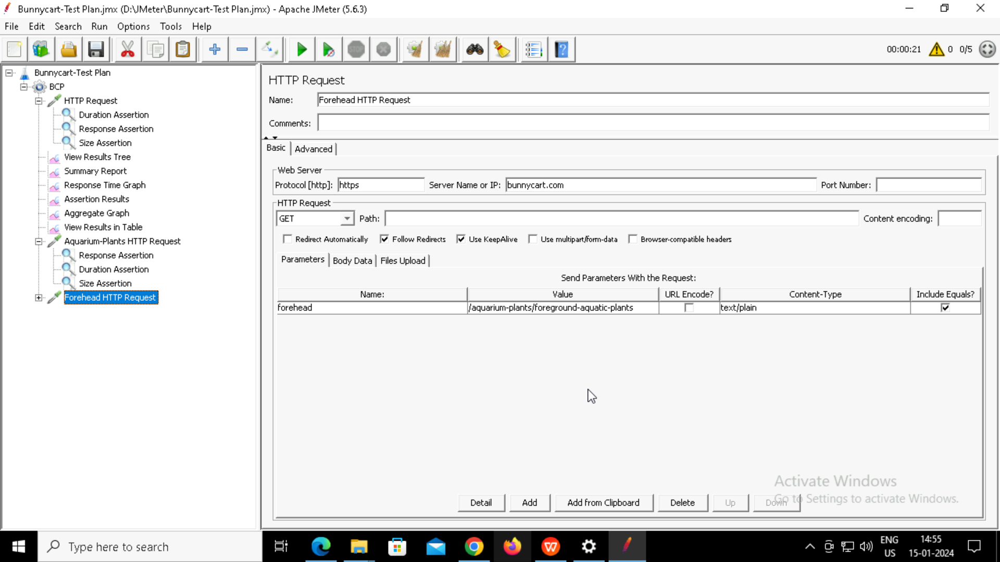 Bunnycart-Test Plan.jmx (D:\JMeter\Bunnycart-Test Plan.jmx) - Apache JMeter (5.6.3)
File Edit Search Run Options Tools Help
STOP ? 00:00:21 0 0/5
Bunnycart-Test Plan
BCP
HTTP Request
Duration Assertion
Response Assertion
Size Assertion
View Results Tree
Summary Report
Response Time Graph
Assertion Results
Aggregate Graph
View Results in Table
Aquarium-Plants HTTP Request
Response Assertion
Duration Assertion
Size Assertion
Forehead HTTP Request
HTTP Request
Name: Forehead HTTP Request
Comments:
Basic Advanced
Web Server
Protocol [http]: https Server Name or IP: bunnycart.com Port Number:
HTTP Request
GET Path: Content encoding:
Redirect Automatically Follow Redirects Use KeepAlive Use multipart/form-data Browser-compatible headers
Parameters Body Data Files Upload
Send Parameters With the Request:
Name: Value URL Encode? Content-Type Include Equals?
forehead /aquarium-plants/foreground-aquatic-plants text/plain
Detail Add Add from Clipboard Delete Up Down
Activate Windows
Go to Settings to activate Windows.
Type here to search
ENG
US
14:55
15-01-2024